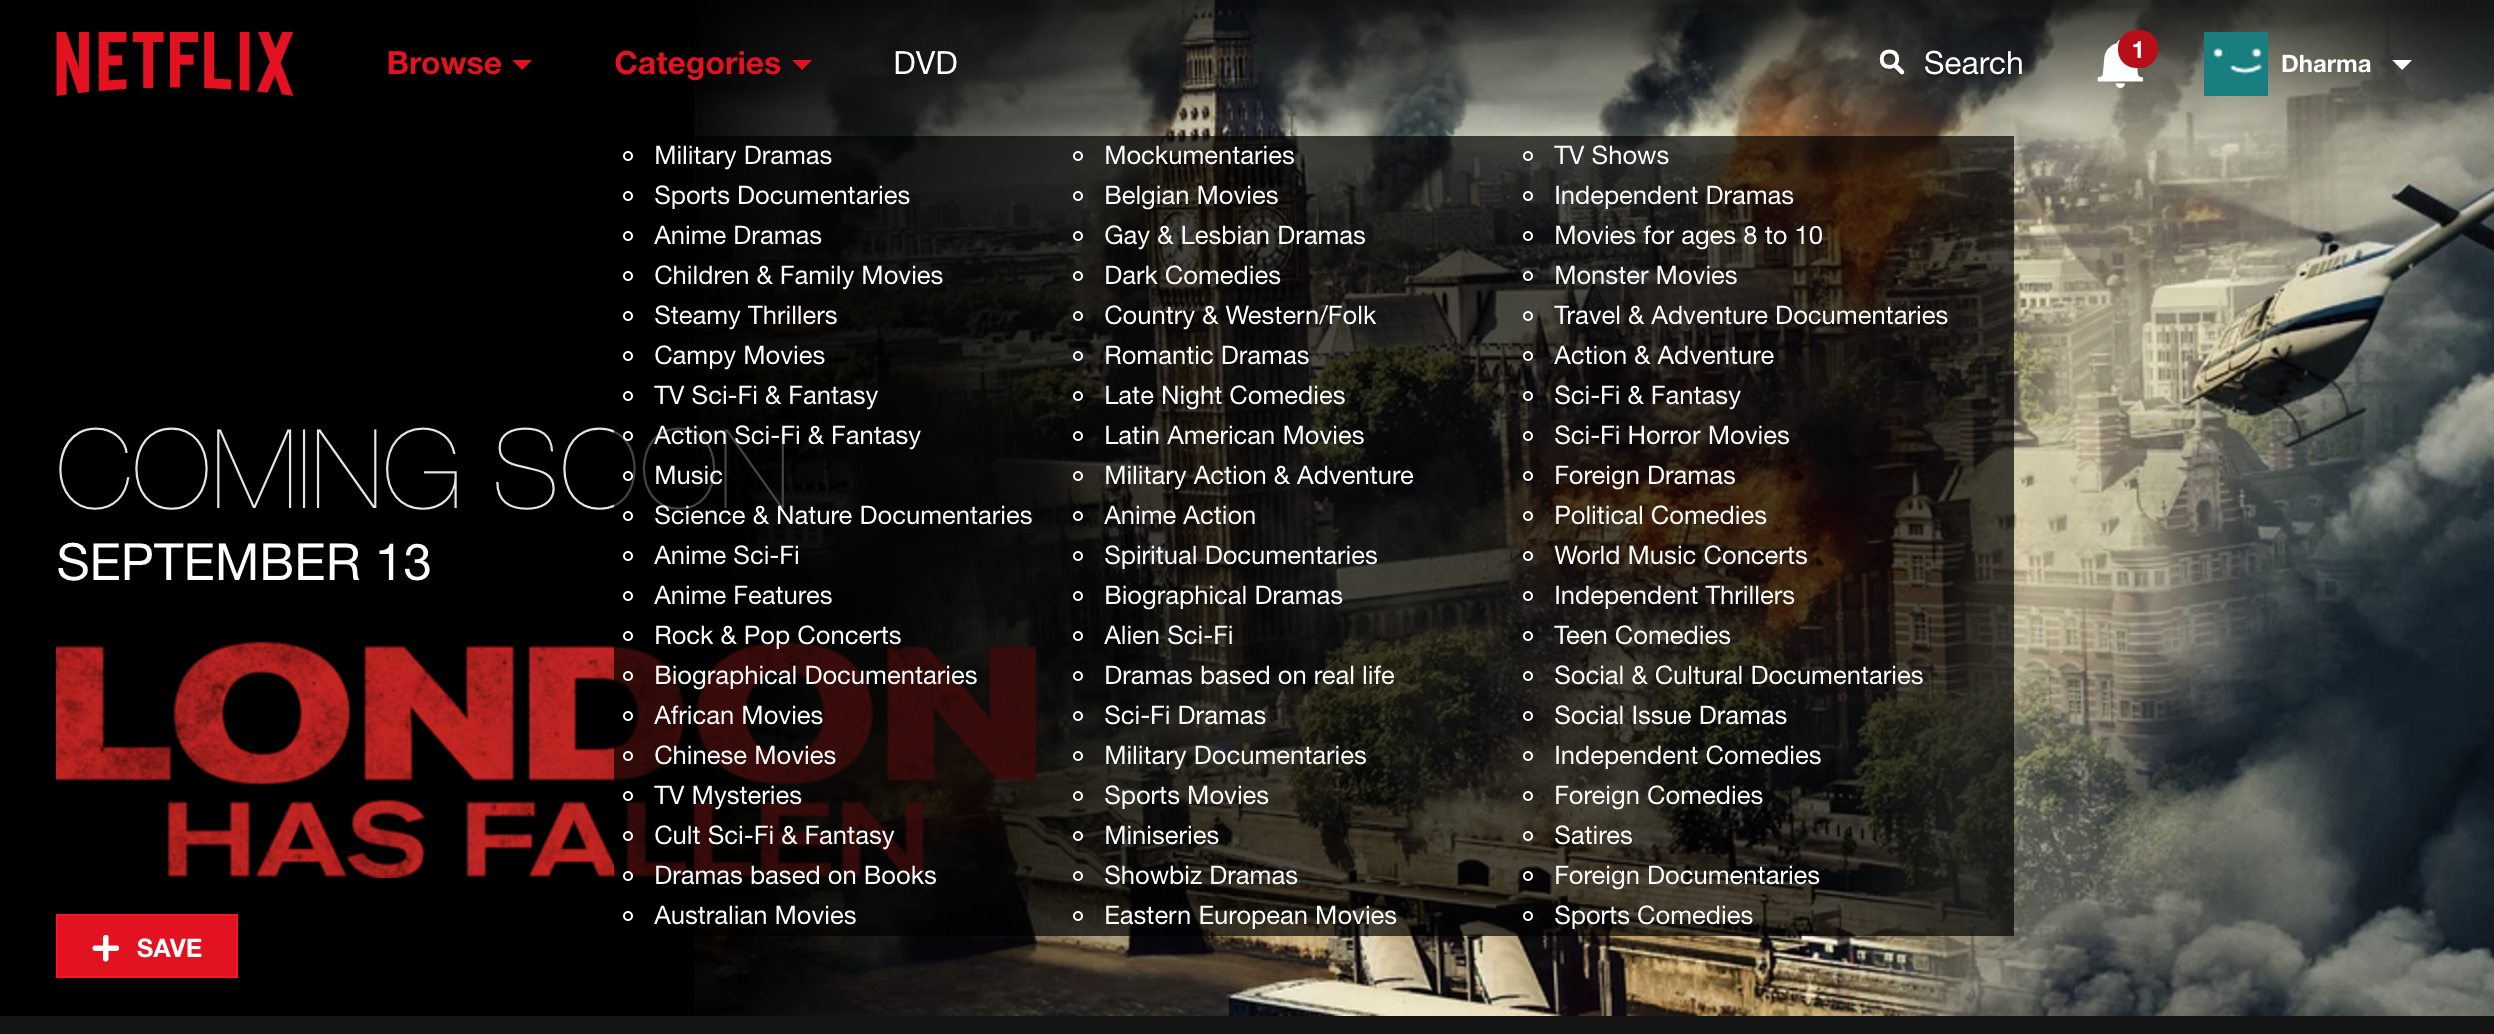 NETFLIX
Browse
Categories
DVD
Search
1
Dharma
Military Dramas
Sports Documentaries
Anime Dramas
Children & Family Movies
Steamy Thrillers
Campy Movies
TV Sci-Fi & Fantasy
Action Sci-Fi & Fantasy
Music
Science & Nature Documentaries
Anime Sci-Fi
Anime Features
Rock & Pop Concerts
Biographical Documentaries
African Movies
Chinese Movies
TV Mysteries
Cult Sci-Fi & Fantasy
Dramas based on Books
Australian Movies
Mockumentaries
Belgian Movies
Gay & Lesbian Dramas
Dark Comedies
Country & Western/Folk
Romantic Dramas
Late Night Comedies
Latin American Movies
Military Action & Adventure
Anime Action
Spiritual Documentaries
Biographical Dramas
Alien Sci-Fi
Dramas based on real life
Sci-Fi Dramas
Military Documentaries
Sports Movies
Miniseries
Showbiz Dramas
Eastern European Movies
TV Shows
Independent Dramas
Movies for ages 8 to 10
Monster Movies
Travel & Adventure Documentaries
Action & Adventure
Sci-Fi & Fantasy
Sci-Fi Horror Movies
Foreign Dramas
Political Comedies
World Music Concerts
Independent Thrillers
Teen Comedies
Social & Cultural Documentaries
Social Issue Dramas
Independent Comedies
Foreign Comedies
Satires
Foreign Documentaries
Sports Comedies
COMING SOON
SEPTEMBER 13
LONDON
HAS FALLEN
SAVE